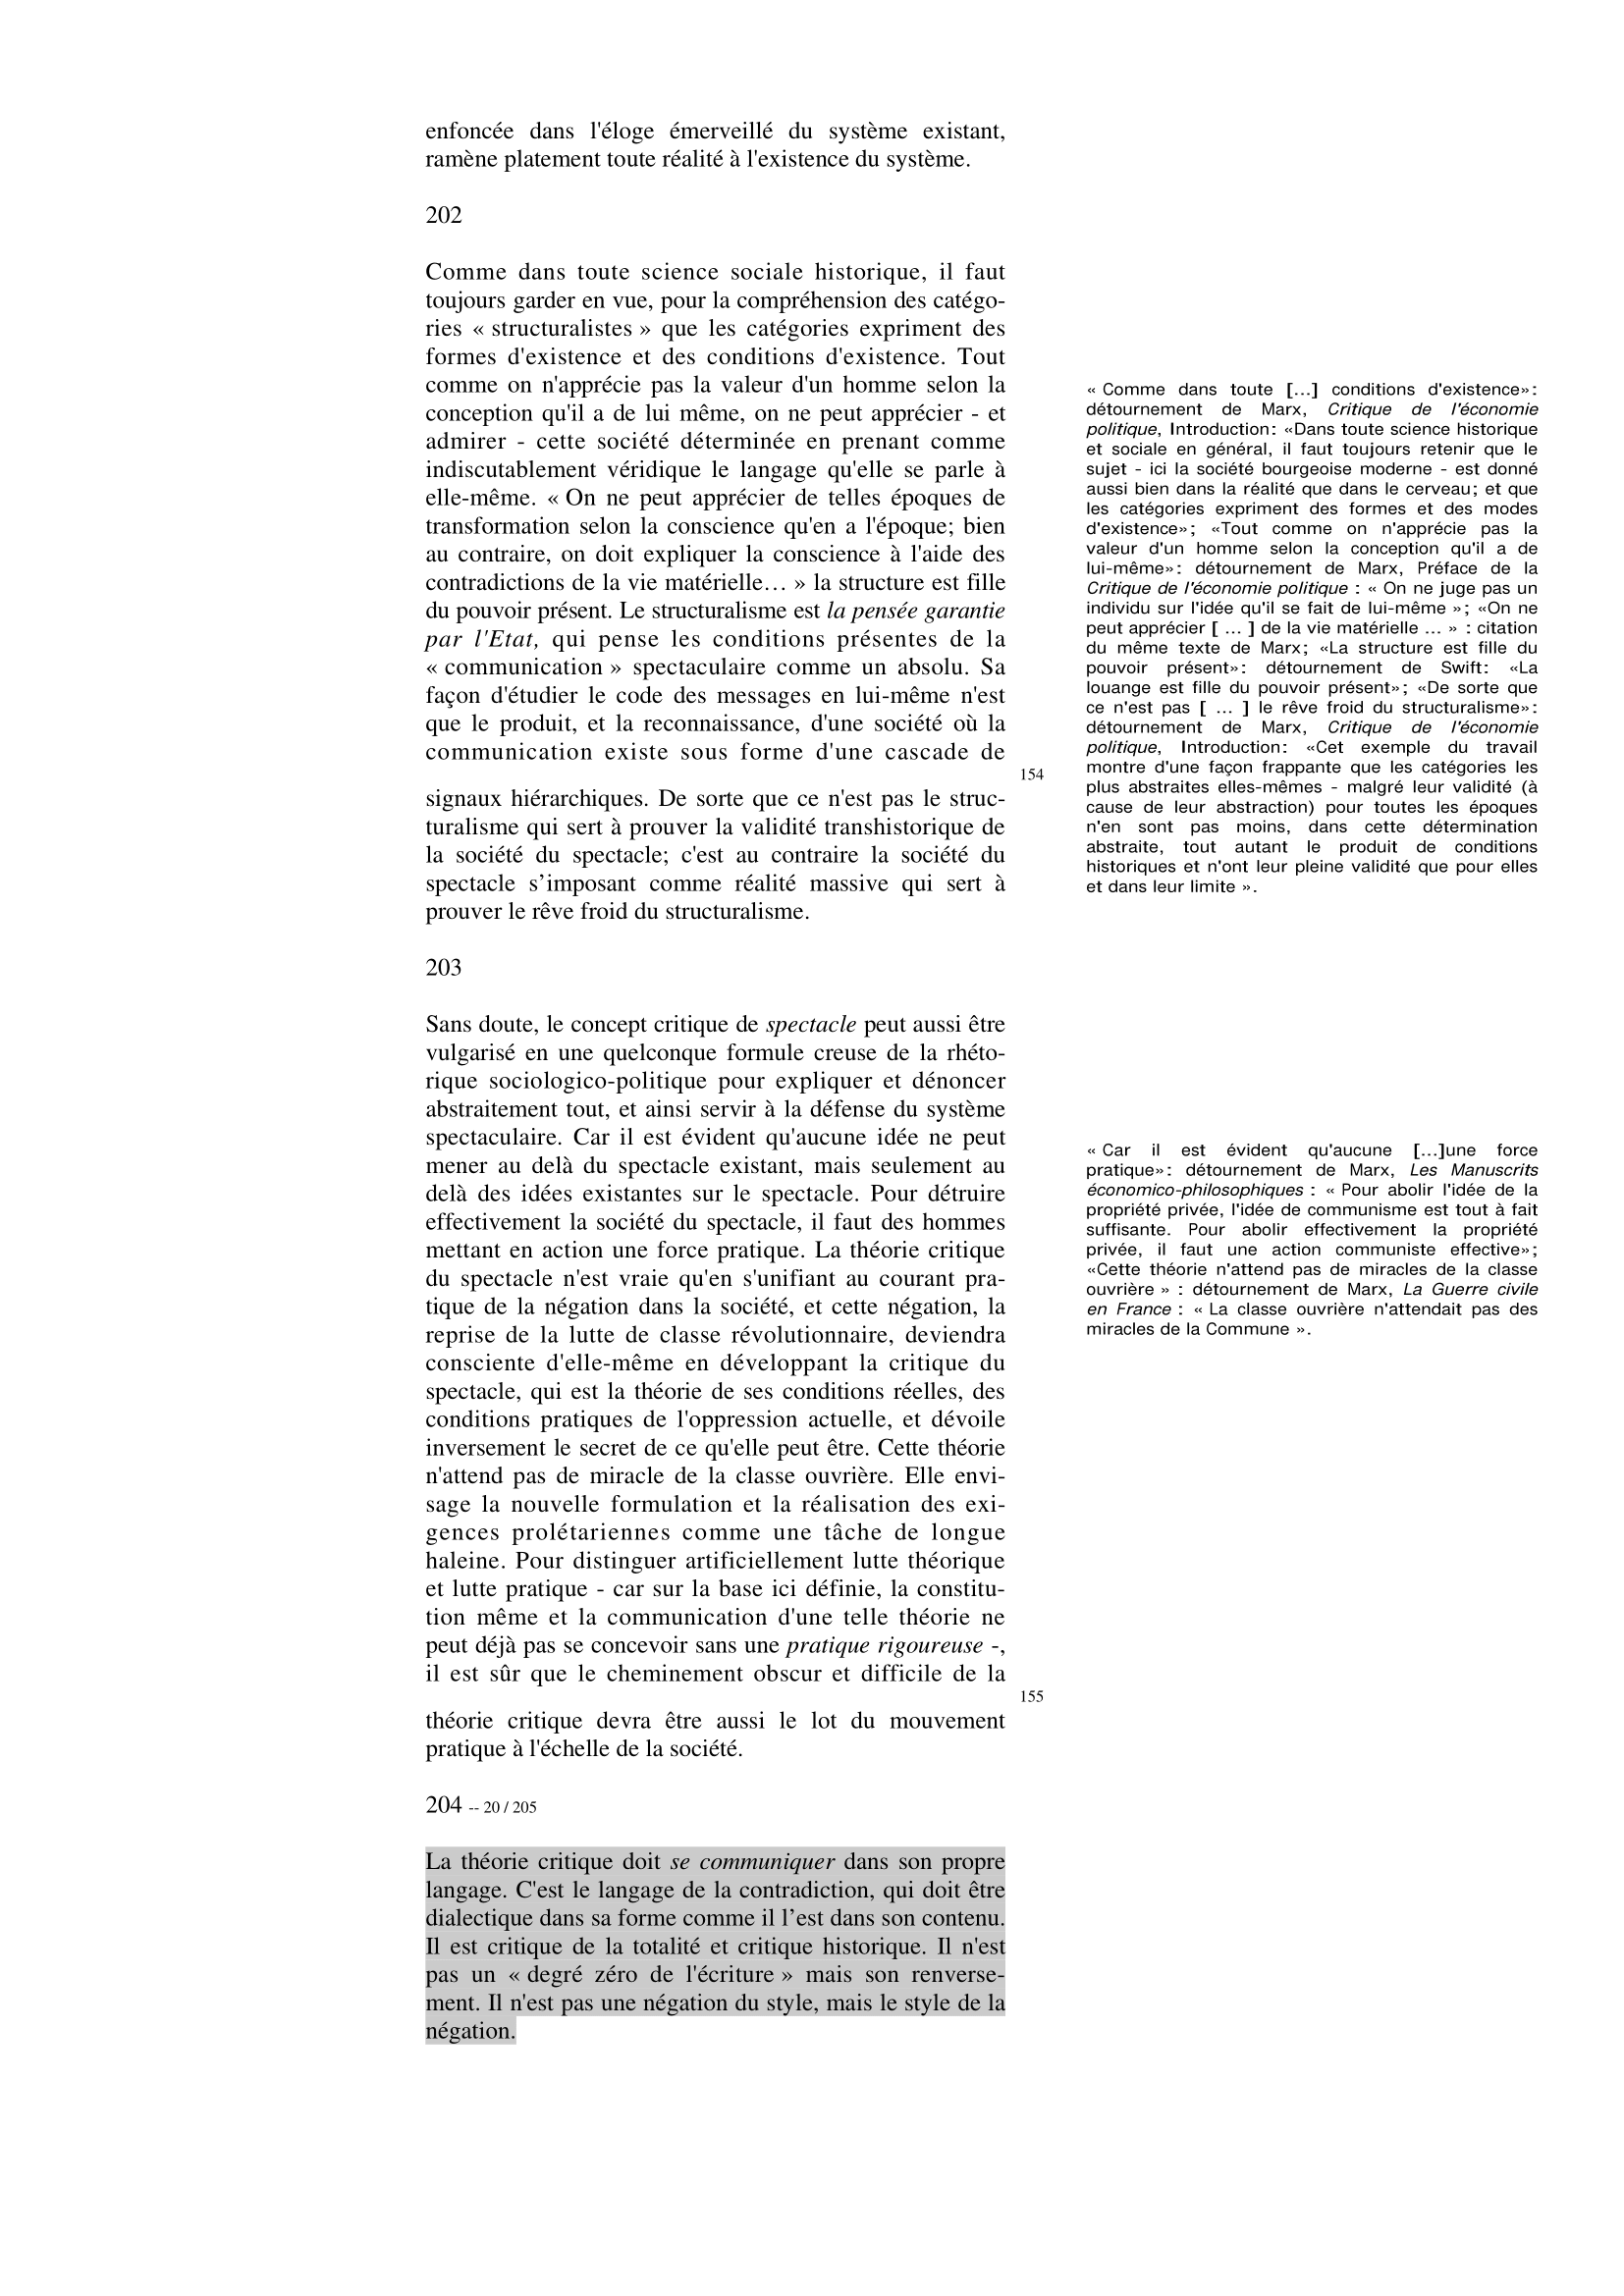 enfoncée dans l'éloge émerveillé du système existant,
ramène platement toute réalité à l'existence du système.
202
Comme dans toute science sociale historique, il faut
toujours garder en vue, pour la compréhension des catégo-
ries « structuralistes » que les catégories expriment des
formes d'existence et des conditions d'existence. Tout
comme on n'apprécie pas la valeur d'un homme selon la
conception qu'il a de lui même, on ne peut apprécier - et
admirer - cette société déterminée en prenant comme
indiscutablement véridique le langage qu'elle se parle à
elle-même. « On ne peut apprécier de telles époques de
transformation selon la conscience qu'en a l'époque; bien
au contraire, on doit expliquer la conscience à l'aide des
contradictions de la vie matérielle… » la structure est fille
du pouvoir présent. Le structuralisme est la pensée garantie
par l'Etat, qui pense les conditions présentes de la
« communication » spectaculaire comme un absolu. Sa
façon d'étudier le code des messages en lui-même n'est
que le produit, et la reconnaissance, d'une société où la
communication existe sous forme d'une cascade de
154
signaux hiérarchiques. De sorte que ce n'est pas le struc-
turalisme qui sert à prouver la validité transhistorique de
la société du spectacle; c'est au contraire la société du
spectacle s’imposant comme réalité massive qui sert à
prouver le rêve froid du structuralisme.
« Comme dans toute [...] conditions d'existence»:
détournement de Marx, Critique de l'économie
politique, Introduction: «Dans toute science historique
et sociale en général, il faut toujours retenir que le
sujet - ici la société bourgeoise moderne - est donné
aussi bien dans la réalité que dans le cerveau; et que
les catégories expriment des formes et des modes
d'existence»; «Tout comme on n'apprécie pas la
valeur d'un homme selon la conception qu'il a de
lui-même»: détournement de Marx, Préface de la
Critique de l'économie politique : « On ne juge pas un
individu sur l'idée qu'il se fait de lui-même »; «On ne
peut apprécier [ ... ] de la vie matérielle ... » : citation
du même texte de Marx; «La structure est fille du
pouvoir présent»: détournement de Swift: «La
louange est fille du pouvoir présent»; «De sorte que
ce n'est pas [ ... ] le rêve froid du structuralisme»:
détournement de Marx, Critique de l'économie
politique, Introduction: «Cet exemple du travail
montre d'une façon frappante que les catégories les
plus abstraites elles-mêmes - malgré leur validité (à
cause de leur abstraction) pour toutes les époques
n'en sont pas moins, dans cette détermination
abstraite, tout autant le produit de conditions
historiques et n'ont leur pleine validité que pour elles
et dans leur limite ».
203
Sans doute, le concept critique de spectacle peut aussi être
vulgarisé en une quelconque formule creuse de la rhéto-
rique sociologico-politique pour expliquer et dénoncer
abstraitement tout, et ainsi servir à la défense du système
spectaculaire. Car il est évident qu'aucune idée ne peut
mener au delà du spectacle existant, mais seulement au
delà des idées existantes sur le spectacle. Pour détruire
effectivement la société du spectacle, il faut des hommes
mettant en action une force pratique. La théorie critique
du spectacle n'est vraie qu'en s'unifiant au courant pra-
tique de la négation dans la société, et cette négation, la
reprise de la lutte de classe révolutionnaire, deviendra
consciente d'elle-même en développant la critique du
spectacle, qui est la théorie de ses conditions réelles, des
conditions pratiques de l'oppression actuelle, et dévoile
inversement le secret de ce qu'elle peut être. Cette théorie
n'attend pas de miracle de la classe ouvrière. Elle envi-
sage la nouvelle formulation et la réalisation des exi-
gences prolétariennes comme une tâche de longue
haleine. Pour distinguer artificiellement lutte théorique
et lutte pratique - car sur la base ici définie, la constitu-
tion même et la communication d'une telle théorie ne
peut déjà pas se concevoir sans une pratique rigoureuse -,
il est sûr que le cheminement obscur et difficile de la
155
théorie critique devra être aussi le lot du mouvement
pratique à l'échelle de la société.
« Car il est évident qu'aucune [...]une force
pratique»: détournement de Marx, Les Manuscrits
économico-philosophiques : « Pour abolir l'idée de la
propriété privée, l'idée de communisme est tout à fait
suffisante. Pour abolir effectivement la propriété
privée, il faut une action communiste effective»;
«Cette théorie n'attend pas de miracles de la classe
ouvrière » : détournement de Marx, La Guerre civile
en France : « La classe ouvrière n'attendait pas des
miracles de la Commune ».
204 -- 20 / 205
La théorie critique doit se communiquer dans son propre
langage. C'est le langage de la contradiction, qui doit être
dialectique dans sa forme comme il l’est dans son contenu.
Il est critique de la totalité et critique historique. Il n'est
pas un « degré zéro de l'écriture » mais son renverse-
ment. Il n'est pas une négation du style, mais le style de la
négation.